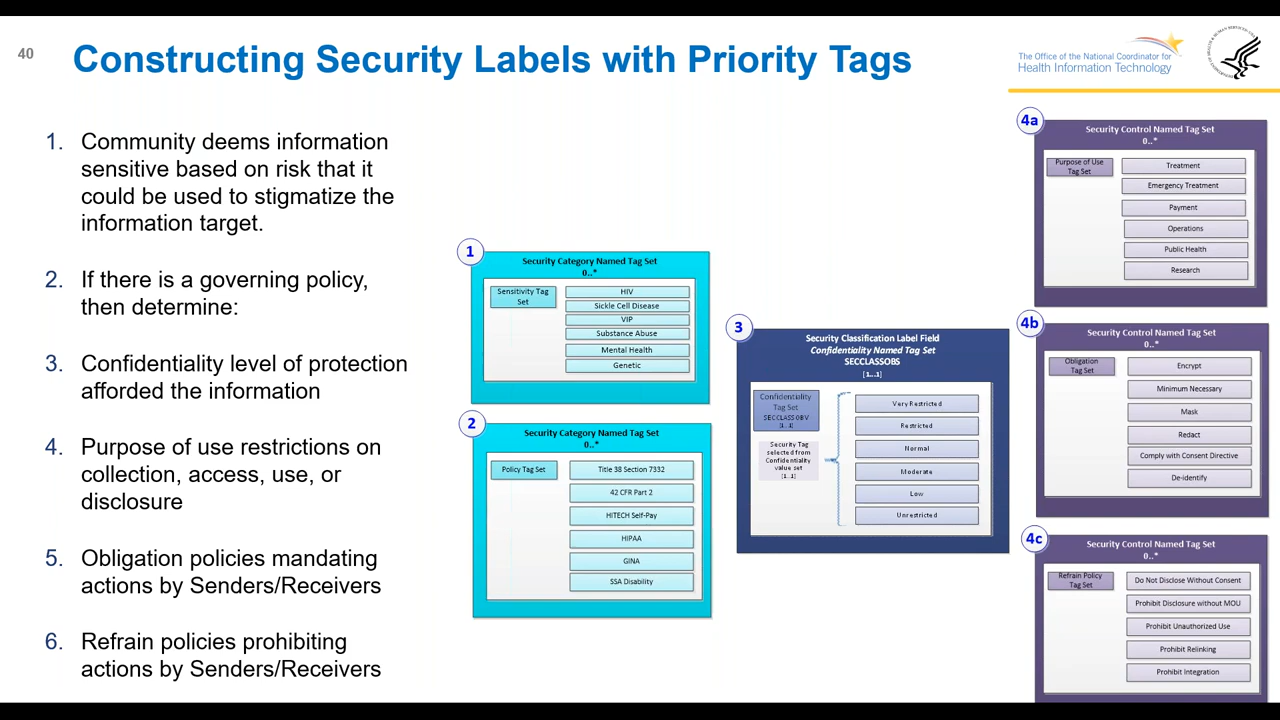 40
Constructing Security Labels with Priority Tags
The Office of the National Coordinator for
Health Information Technology
1. Community deems information
sensitive based on risk that it
could be used to stigmatize the
information target.
2. If there is a governing policy,
then determine:
3. Confidentiality level of protection
afforded the information
4. Purpose of use restrictions on
collection, access, use, or
disclosure
5. Obligation policies mandating
actions by Senders/Receivers
6. Refrain policies prohibiting
actions by Senders/Receivers
1
Security Category Named Tag Set
0..*
Sensitivity Tag
Set
HIV
Sickle Cell Disease
VIP
Substance Abuse
Mental Health
Genetic
2
Security Category Named Tag Set
0..*
Policy Tag Set
Title 38 Section 7332
42 CFR Part 2
HITECH Self-Pay
HIPAA
GINA
SSA Disability
3
Security Classification Label Field
Confidentiality Named Tag Set
SECCLASSOBS
[1...1]
Confidentiality
Tag Set
SECCLASSOBV
[1..1]
Security Tag
selected from
Confidentiality
value set
[1..1]
Very Restricted
Restricted
Normal
Moderate
Low
Unrestricted
4a
Security Control Named Tag Set
0..*
Purpose of Use
Tag Set
Treatment
Emergency Treatment
Payment
Operations
Public Health
Research
4b
Security Control Named Tag Set
0..*
Obligation
Tag Set
Encrypt
Minimum Necessary
Mask
Redact
Comply with Consent Directive
De-identify
4c
Security Control Named Tag Set
0..*
Refrain Policy
Tag Set
Do Not Disclose Without Consent
Prohibit Disclosure without MOU
Prohibit Unauthorized Use
Prohibit Relinking
Prohibit Integration